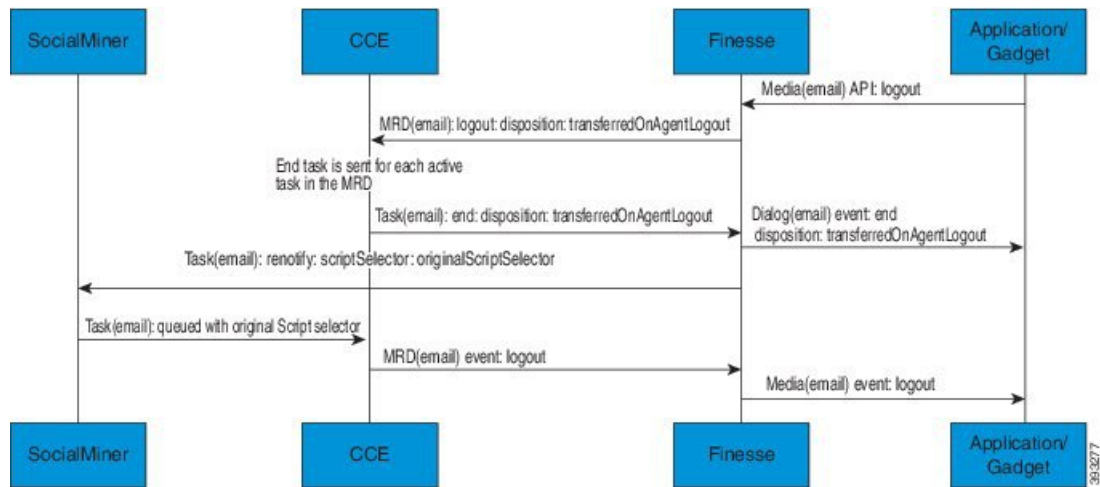 SocialMiner
CCE
Finesse
Application/
Gadget
Media(email) API: logout
MRD(email): logout: disposition: transferredOnAgentLogout
End task is sent for each active
task in the MRD
Task(email): end: disposition: transferredOnAgentLogout
Dialog(email) event: end
disposition: transferredOnAgentLogout
Task(email): renotify: scriptSelector: originalScriptSelector
Task(email): queued with original Script selector
MRD(email) event: logout
Media(email) event: logout
SocialMiner
CCE
Finesse
Application/
Gadget
393277